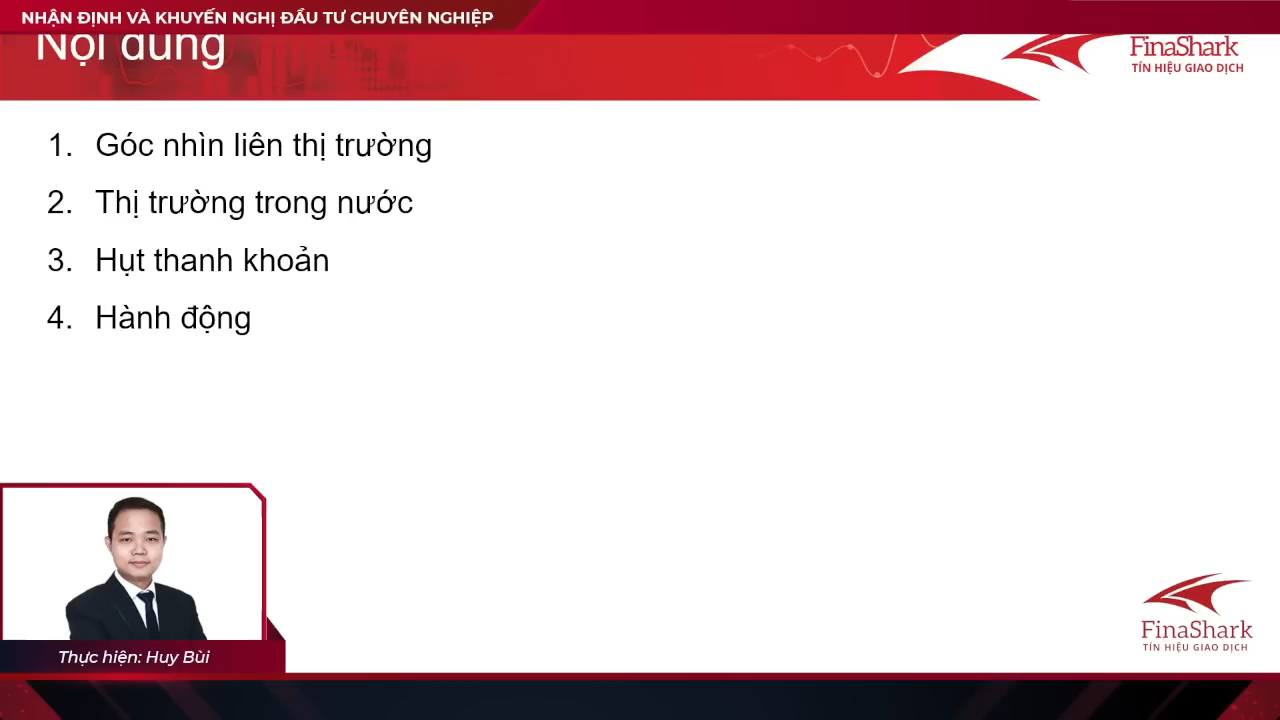 NHẬN ĐỊNH VÀ KHUYẾN NGHỊ ĐẦU TƯ CHUYÊN NGHIỆP
Nội dung
FinaShark
TÍN HIỆU GIAO DỊCH
1. Góc nhìn liên thị trường
2. Thị trường trong nước
3. Hụt thanh khoản
4. Hành động
Thực hiện: Huy Bùi
FinaShark
TÍN HIỆU GIAO DỊCH